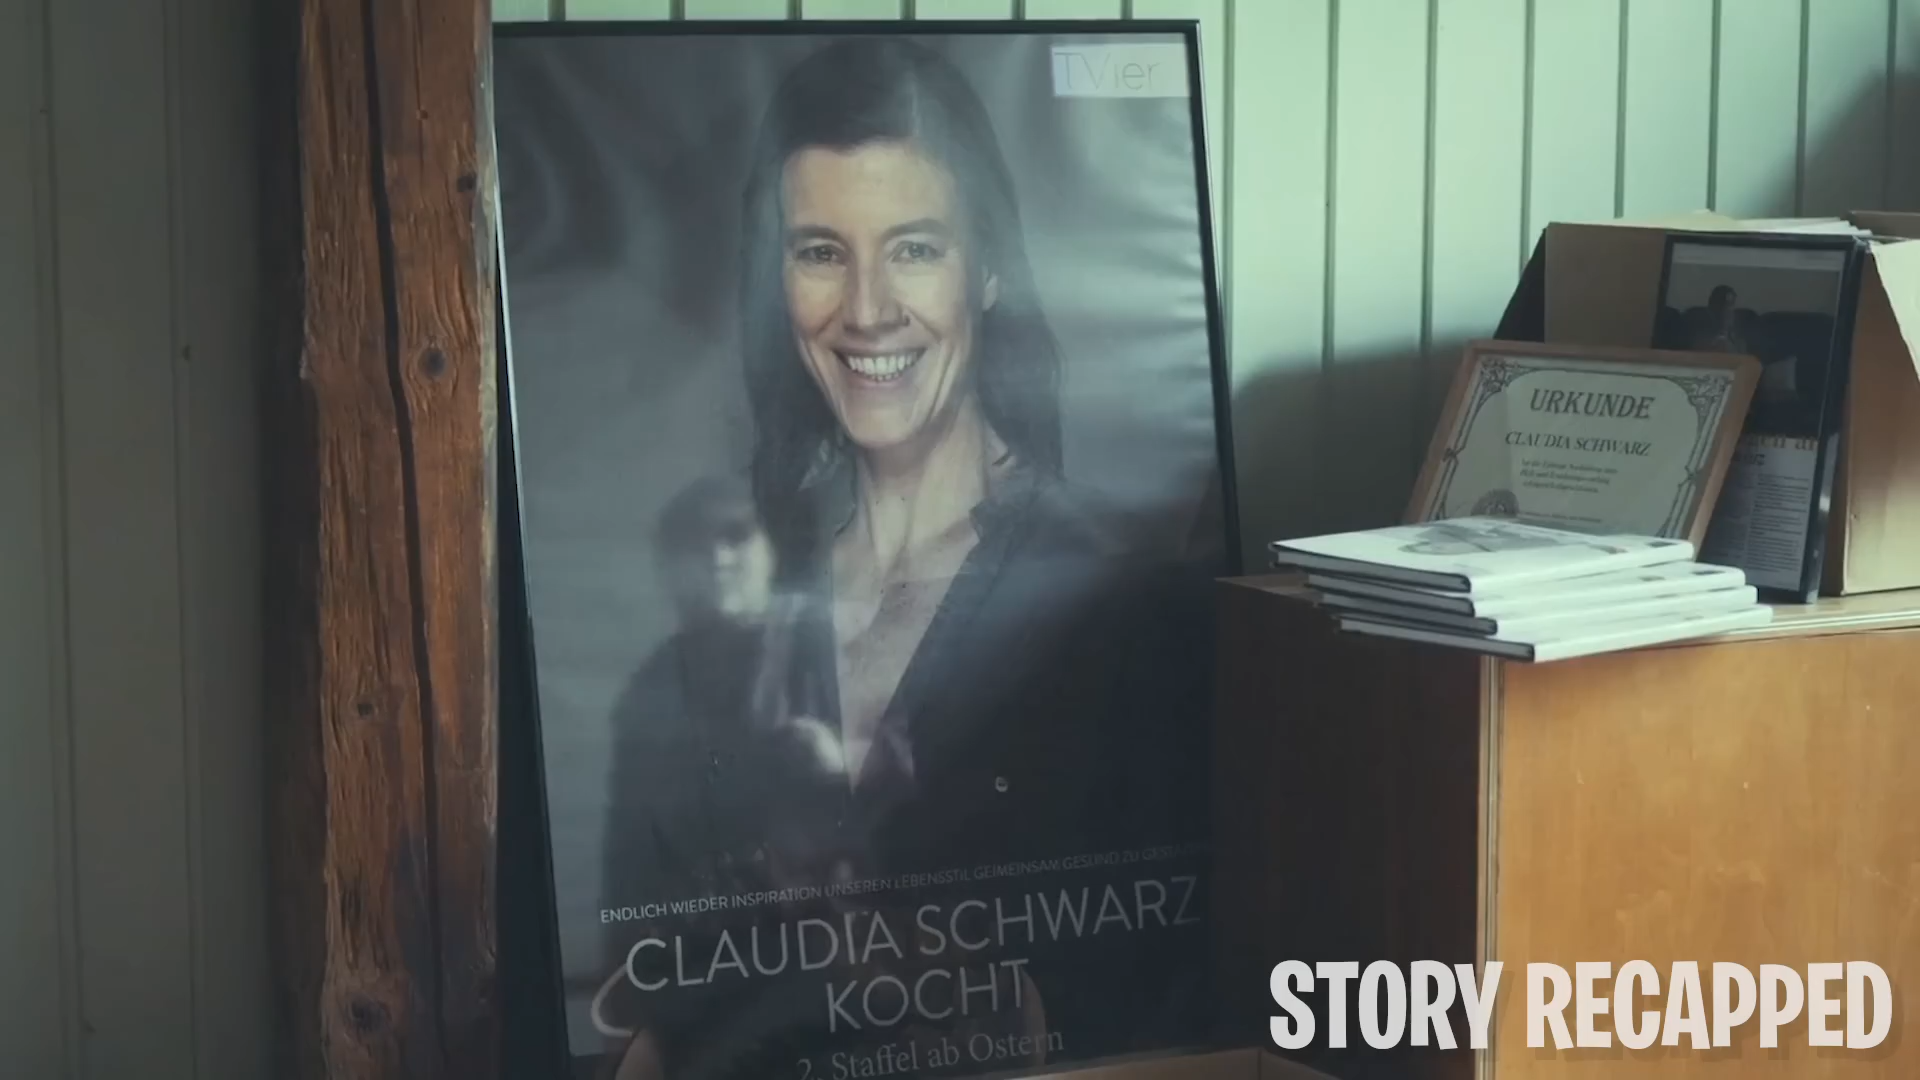 TVier
URKUNDE
CLAUDIA SCHWARZ
ENDLICH WIEDER INSPIRATION UNSEREN LEBENSSTIL GEMEINSAM GESUND ZU
CLAUDIA SCHWARZ
KOCHT
2. Staffel ab Ostern
STORY RECAPPED